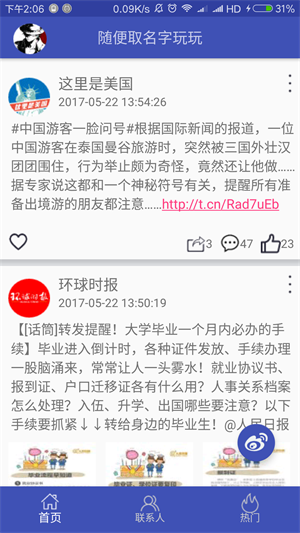 下午2:06
0.09K/s
HD
31%
随便取名字玩玩
这里是美国
这里是美国
2017-05-22 13:54:26
#中国游客一脸问号#根据国际新闻的报道，一位
中国游客在泰国曼谷旅游时，突然被三国外壮汉
团团围住，行为举止颇为奇怪，竟然还让他做……
据专家说这都和一个神秘符号有关，提醒所有准
备出境游的朋友都注意……http://t.cn/Rad7uEb
3
47
23
环球时报
环球时报
2017-05-22 13:50:19
【话筒】转发提醒！大学毕业一个月内必办的手
续】毕业进入倒计时，各种证件发放、手续办理
一股脑涌来，常常让人一头雾水！就业协议书、
报到证、户口迁移证各有什么用？人事关系档案
怎么处理？入伍、升学、出国哪些要注意？以下
手续要抓紧↓↓转给身边的毕业生！@人民日报
首页
联系人
热门